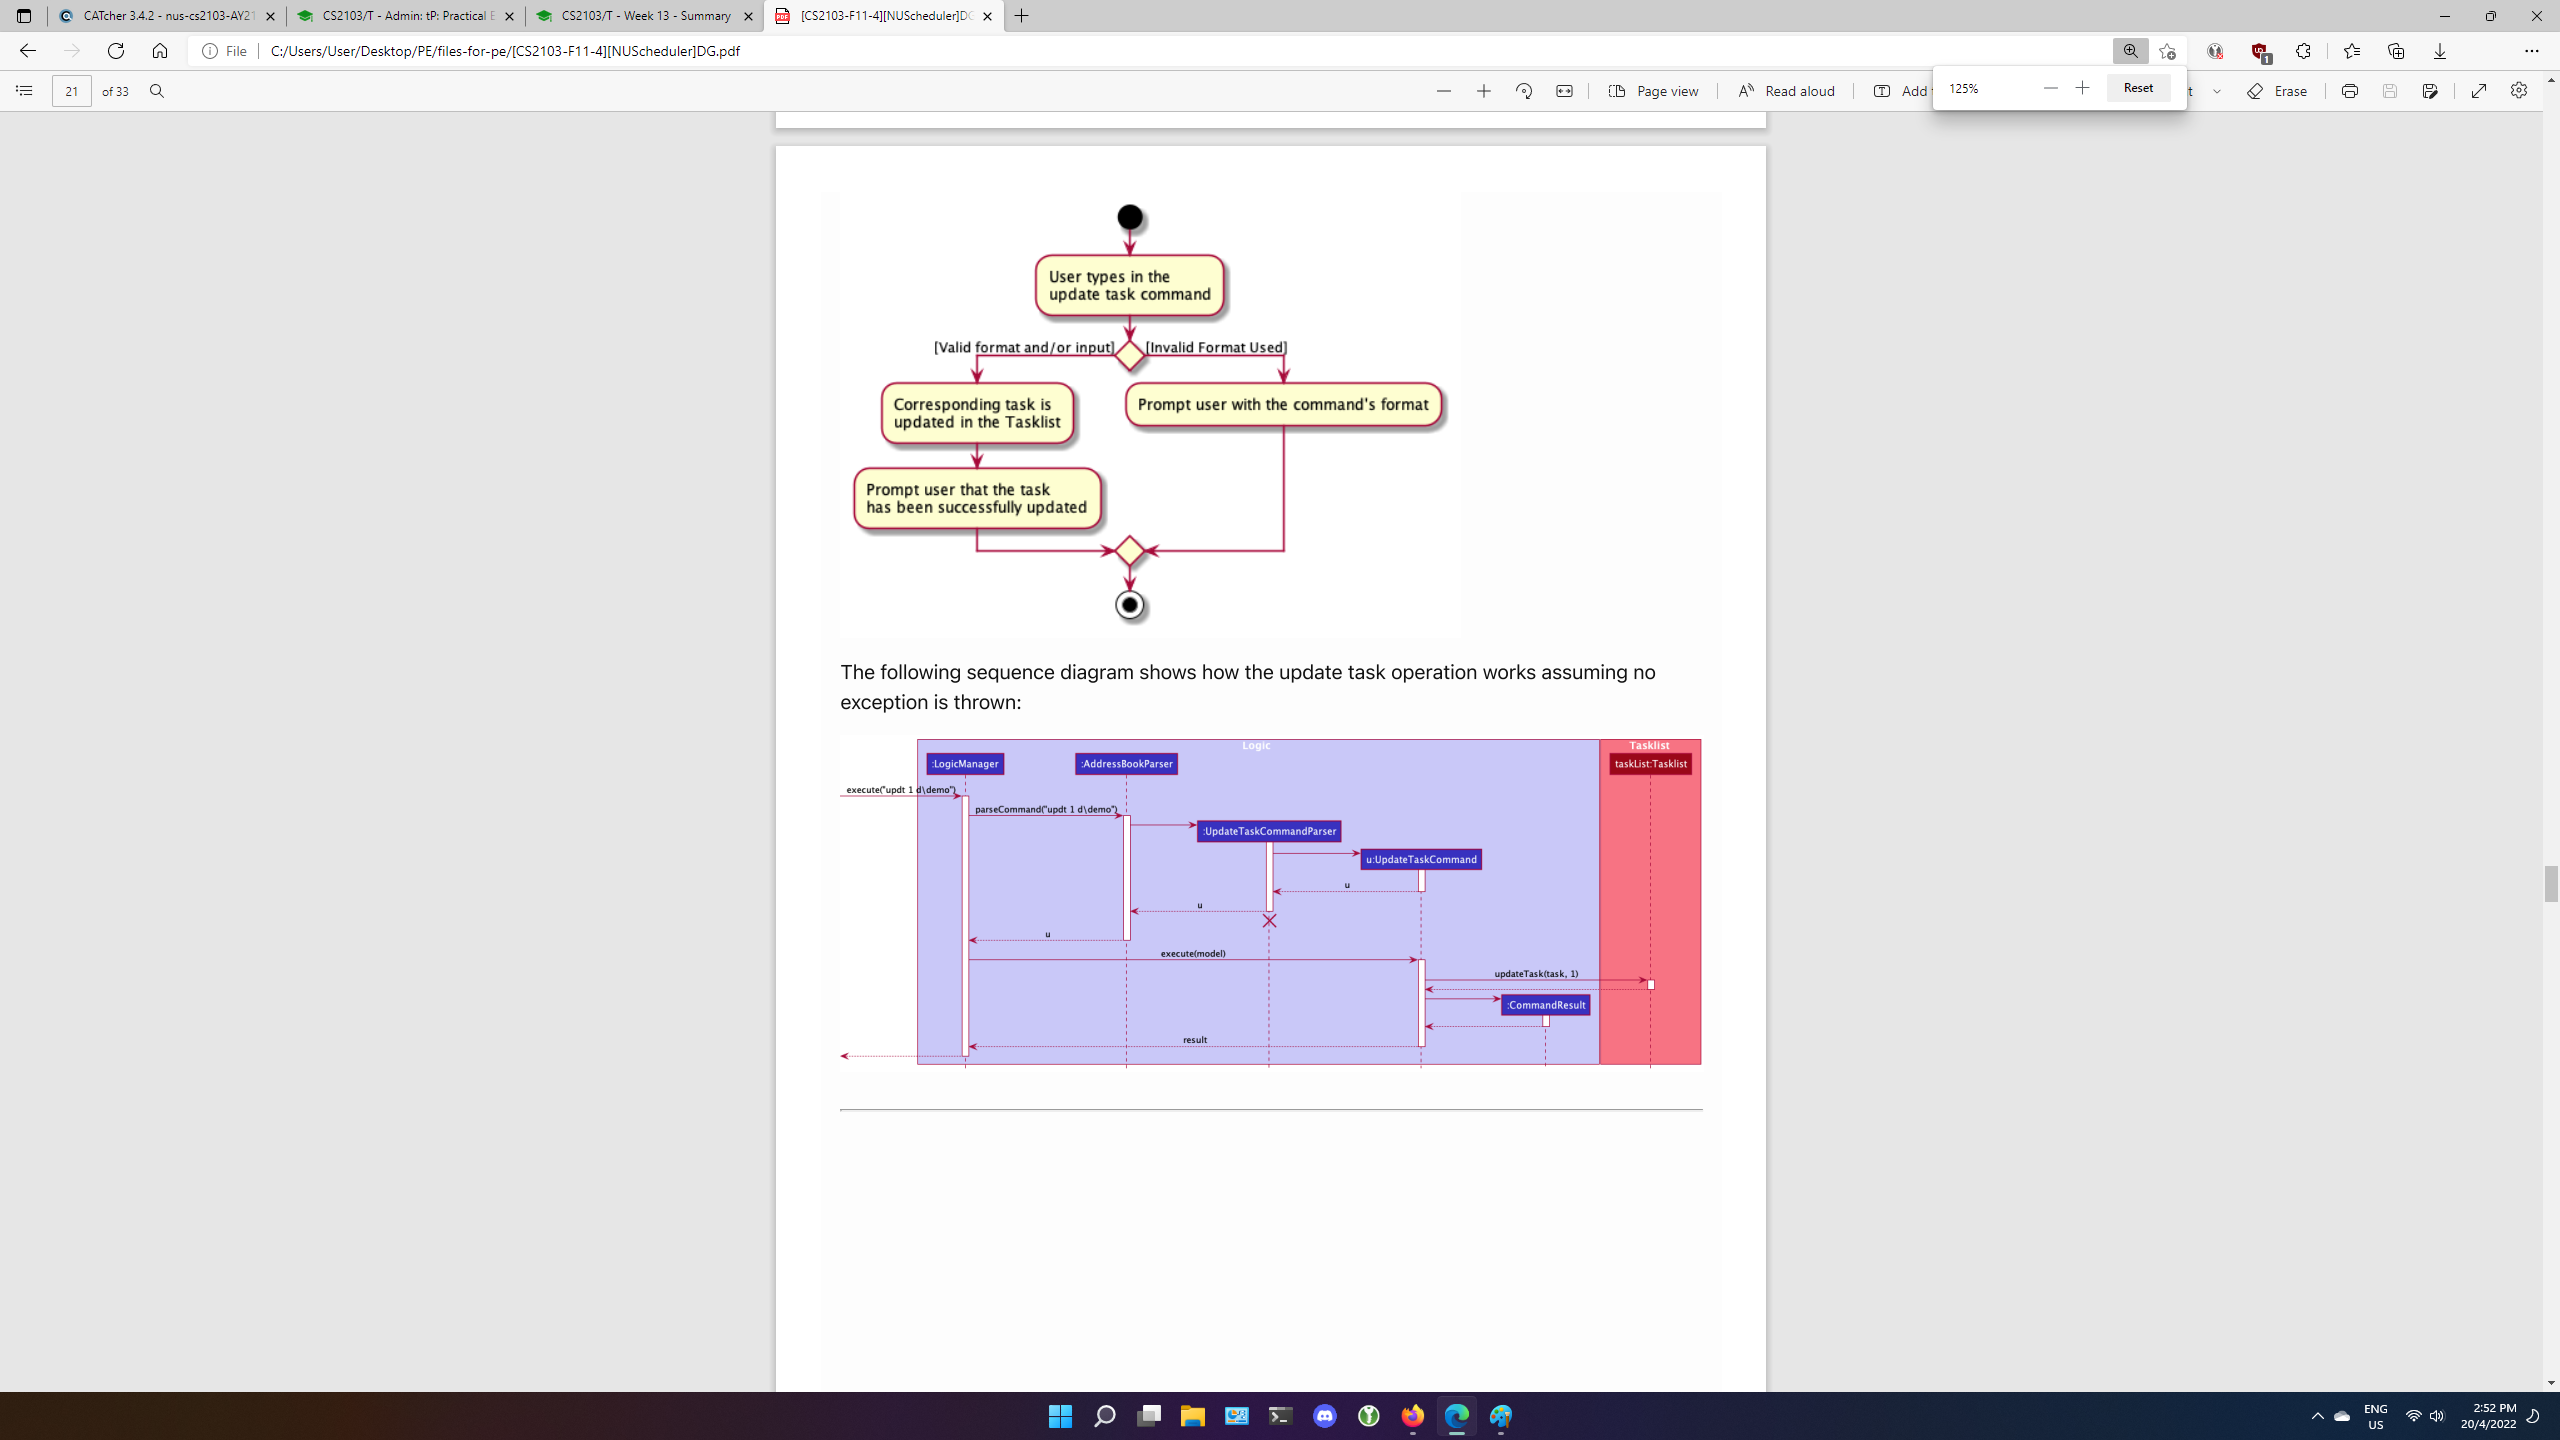 CATcher 3.4.2 - nus-cs2103-AY21
CS2103/T - Admin: tP: Practical E
CS2103/T - Week 13 - Summary
[CS2103-F11-4][NUScheduler]DG
File
C:/Users/User/Desktop/PE/files-for-pe/[CS2103-F11-4][NUScheduler]DG.pdf
1
21
of 33
Page view
Read aloud
Add
125%
Reset
Erase
User types in the
update task command
[Valid format and/or input]
[Invalid Format Used]
Corresponding task is
updated in the Tasklist
Prompt user with the command's format
Prompt user that the task
has been successfully updated
The following sequence diagram shows how the update task operation works assuming no
exception is thrown:
Logic
Tasklist
:LogicManager
:AddressBookParser
taskList:Tasklist
execute("updt 1 d\demo")
parseCommand("updt 1 d\demo")
:UpdateTaskCommandParser
u:UpdateTaskCommand
u
u
u
execute(model)
updateTask(task, 1)
:CommandResult
result
ENG
US
2:52 PM
20/4/2022